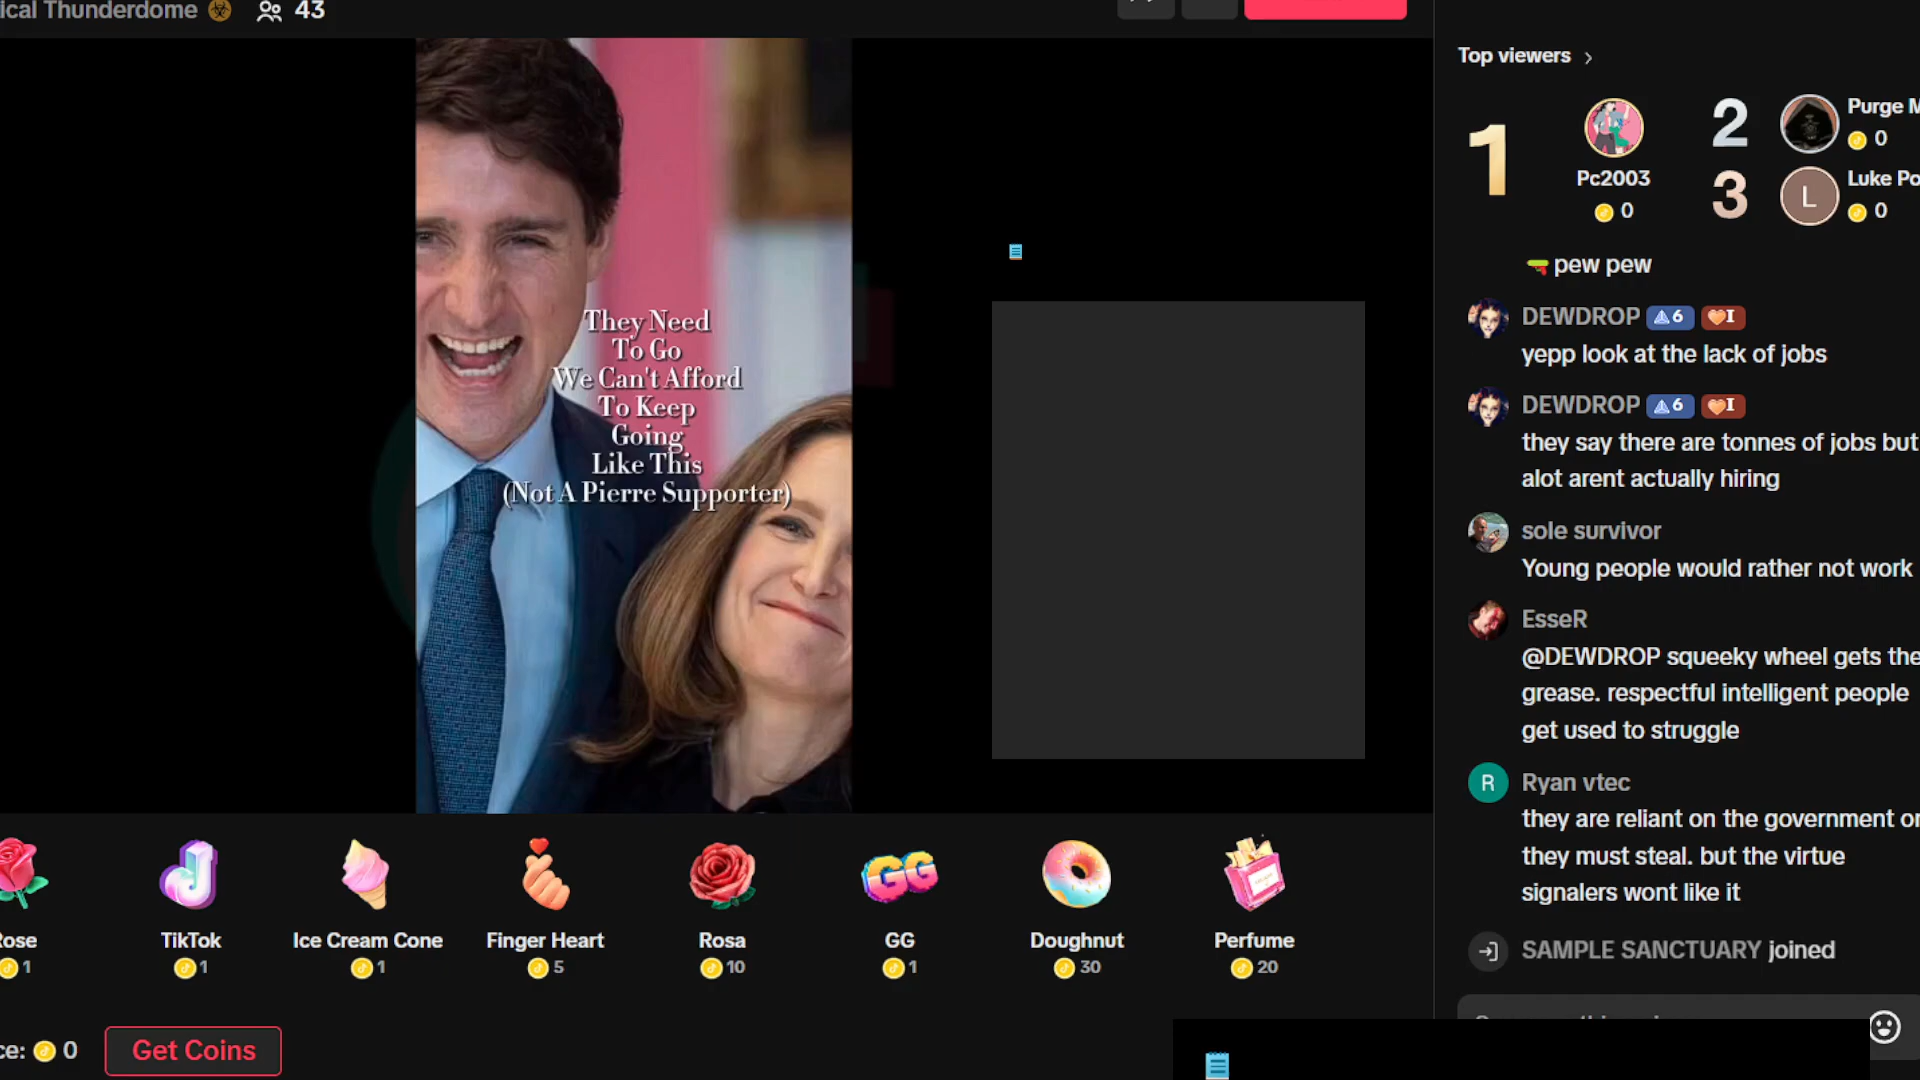 ical Thunderdome 43
They Need
To Go
We Can't Afford
To Keep
Going
Like This
(Not A Pierre Supporter)
Top viewers
1
Pc2003
0
2
Purge M
0
3
L
Luke Po
0
pew pew
DEWDROP 6 I
yepp look at the lack of jobs
DEWDROP 6 I
they say there are tonnes of jobs but
alot arent actually hiring
sole survivor
Young people would rather not work
EsseR
@DEWDROP squeeky wheel gets the
grease. respectful intelligent people
get used to struggle
R Ryan vtec
they are reliant on the government or
they must steal. but the virtue
signalers wont like it
SAMPLE SANCTUARY joined
GG
Rose TikTok Ice Cream Cone Finger Heart Rosa GG Doughnut Perfume
1 1 1 5 10 1 30 20
ce: 0 Get Coins